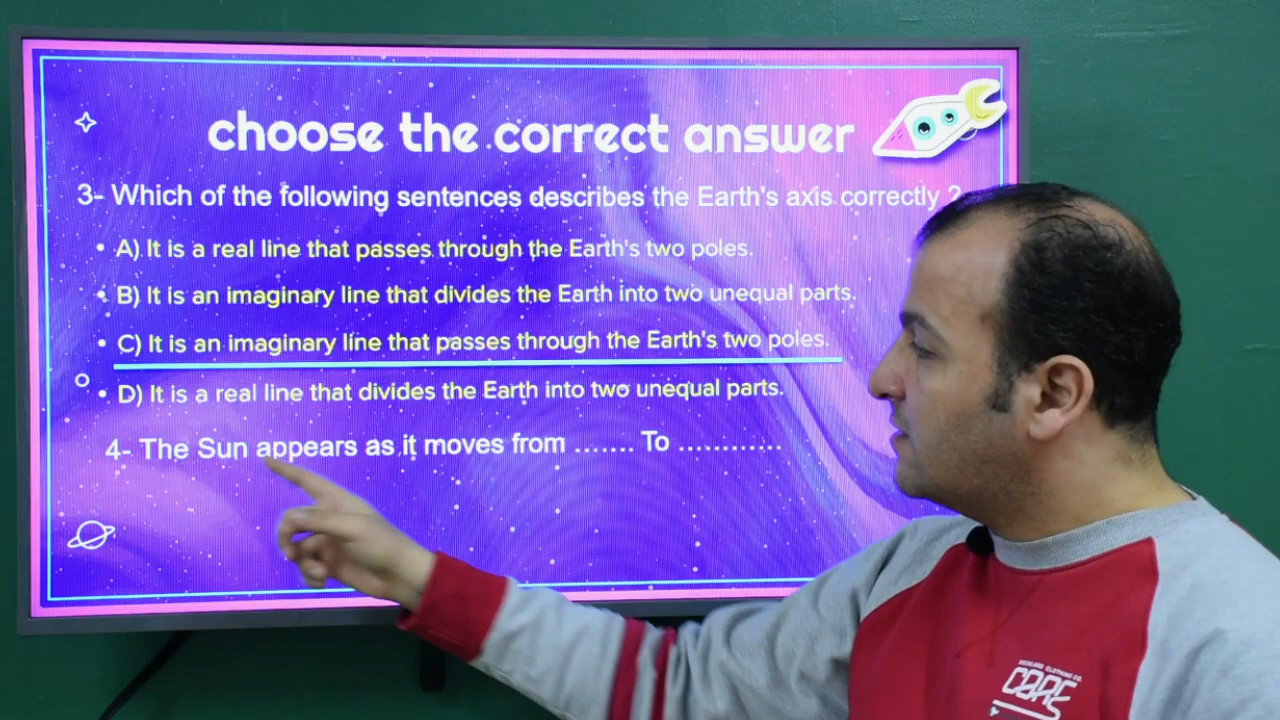 choose the correct answer
3- Which of the following sentences describes the Earth's axis correctly ?
• A) It is a real line that passes through the Earth's two poles.
• B) It is an imaginary line that divides the Earth into two unequal parts.
• C) It is an imaginary line that passes through the Earth's two poles.
• D) It is a real line that divides the Earth into two unequal parts.
4- The Sun appears as it moves from ....... To ............